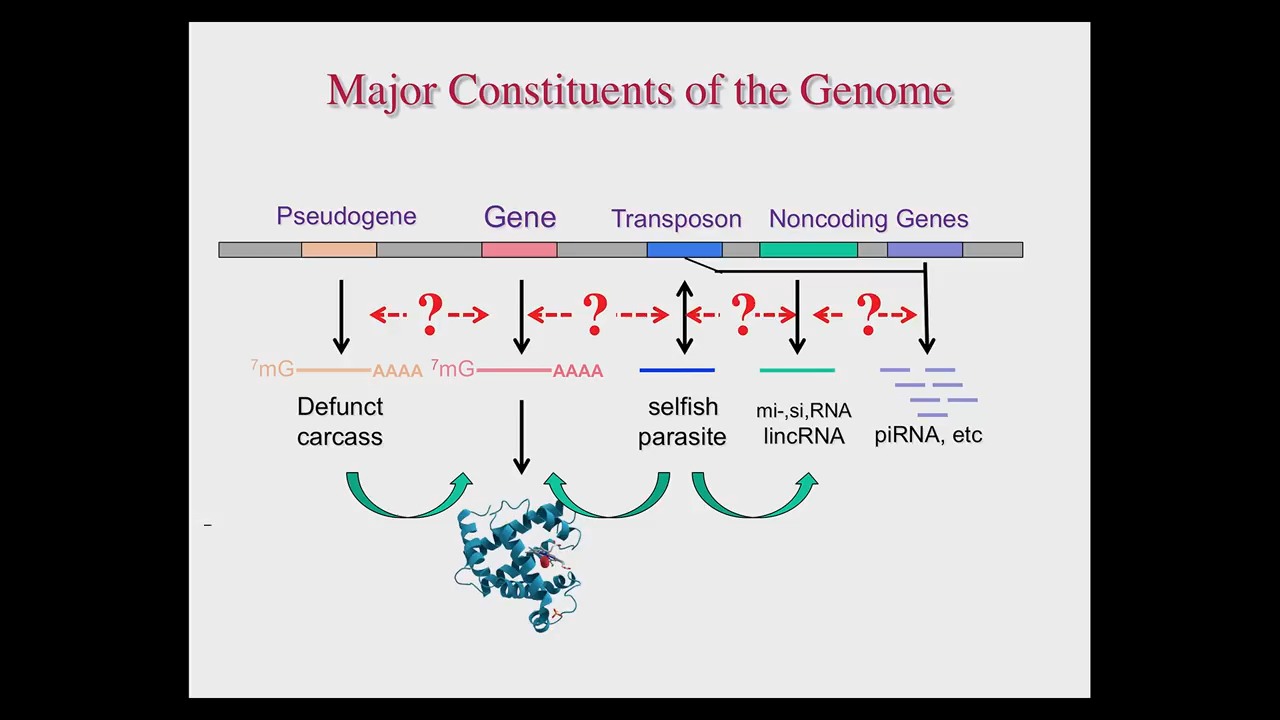 Major Constituents of the Genome
Pseudogene Gene Transposon Noncoding Genes
? ? ? ?
⁷mG AAAA ⁷mG AAAA
Defunct
carcass
selfish
parasite
mi-,si,RNA
lincRNA
piRNA, etc